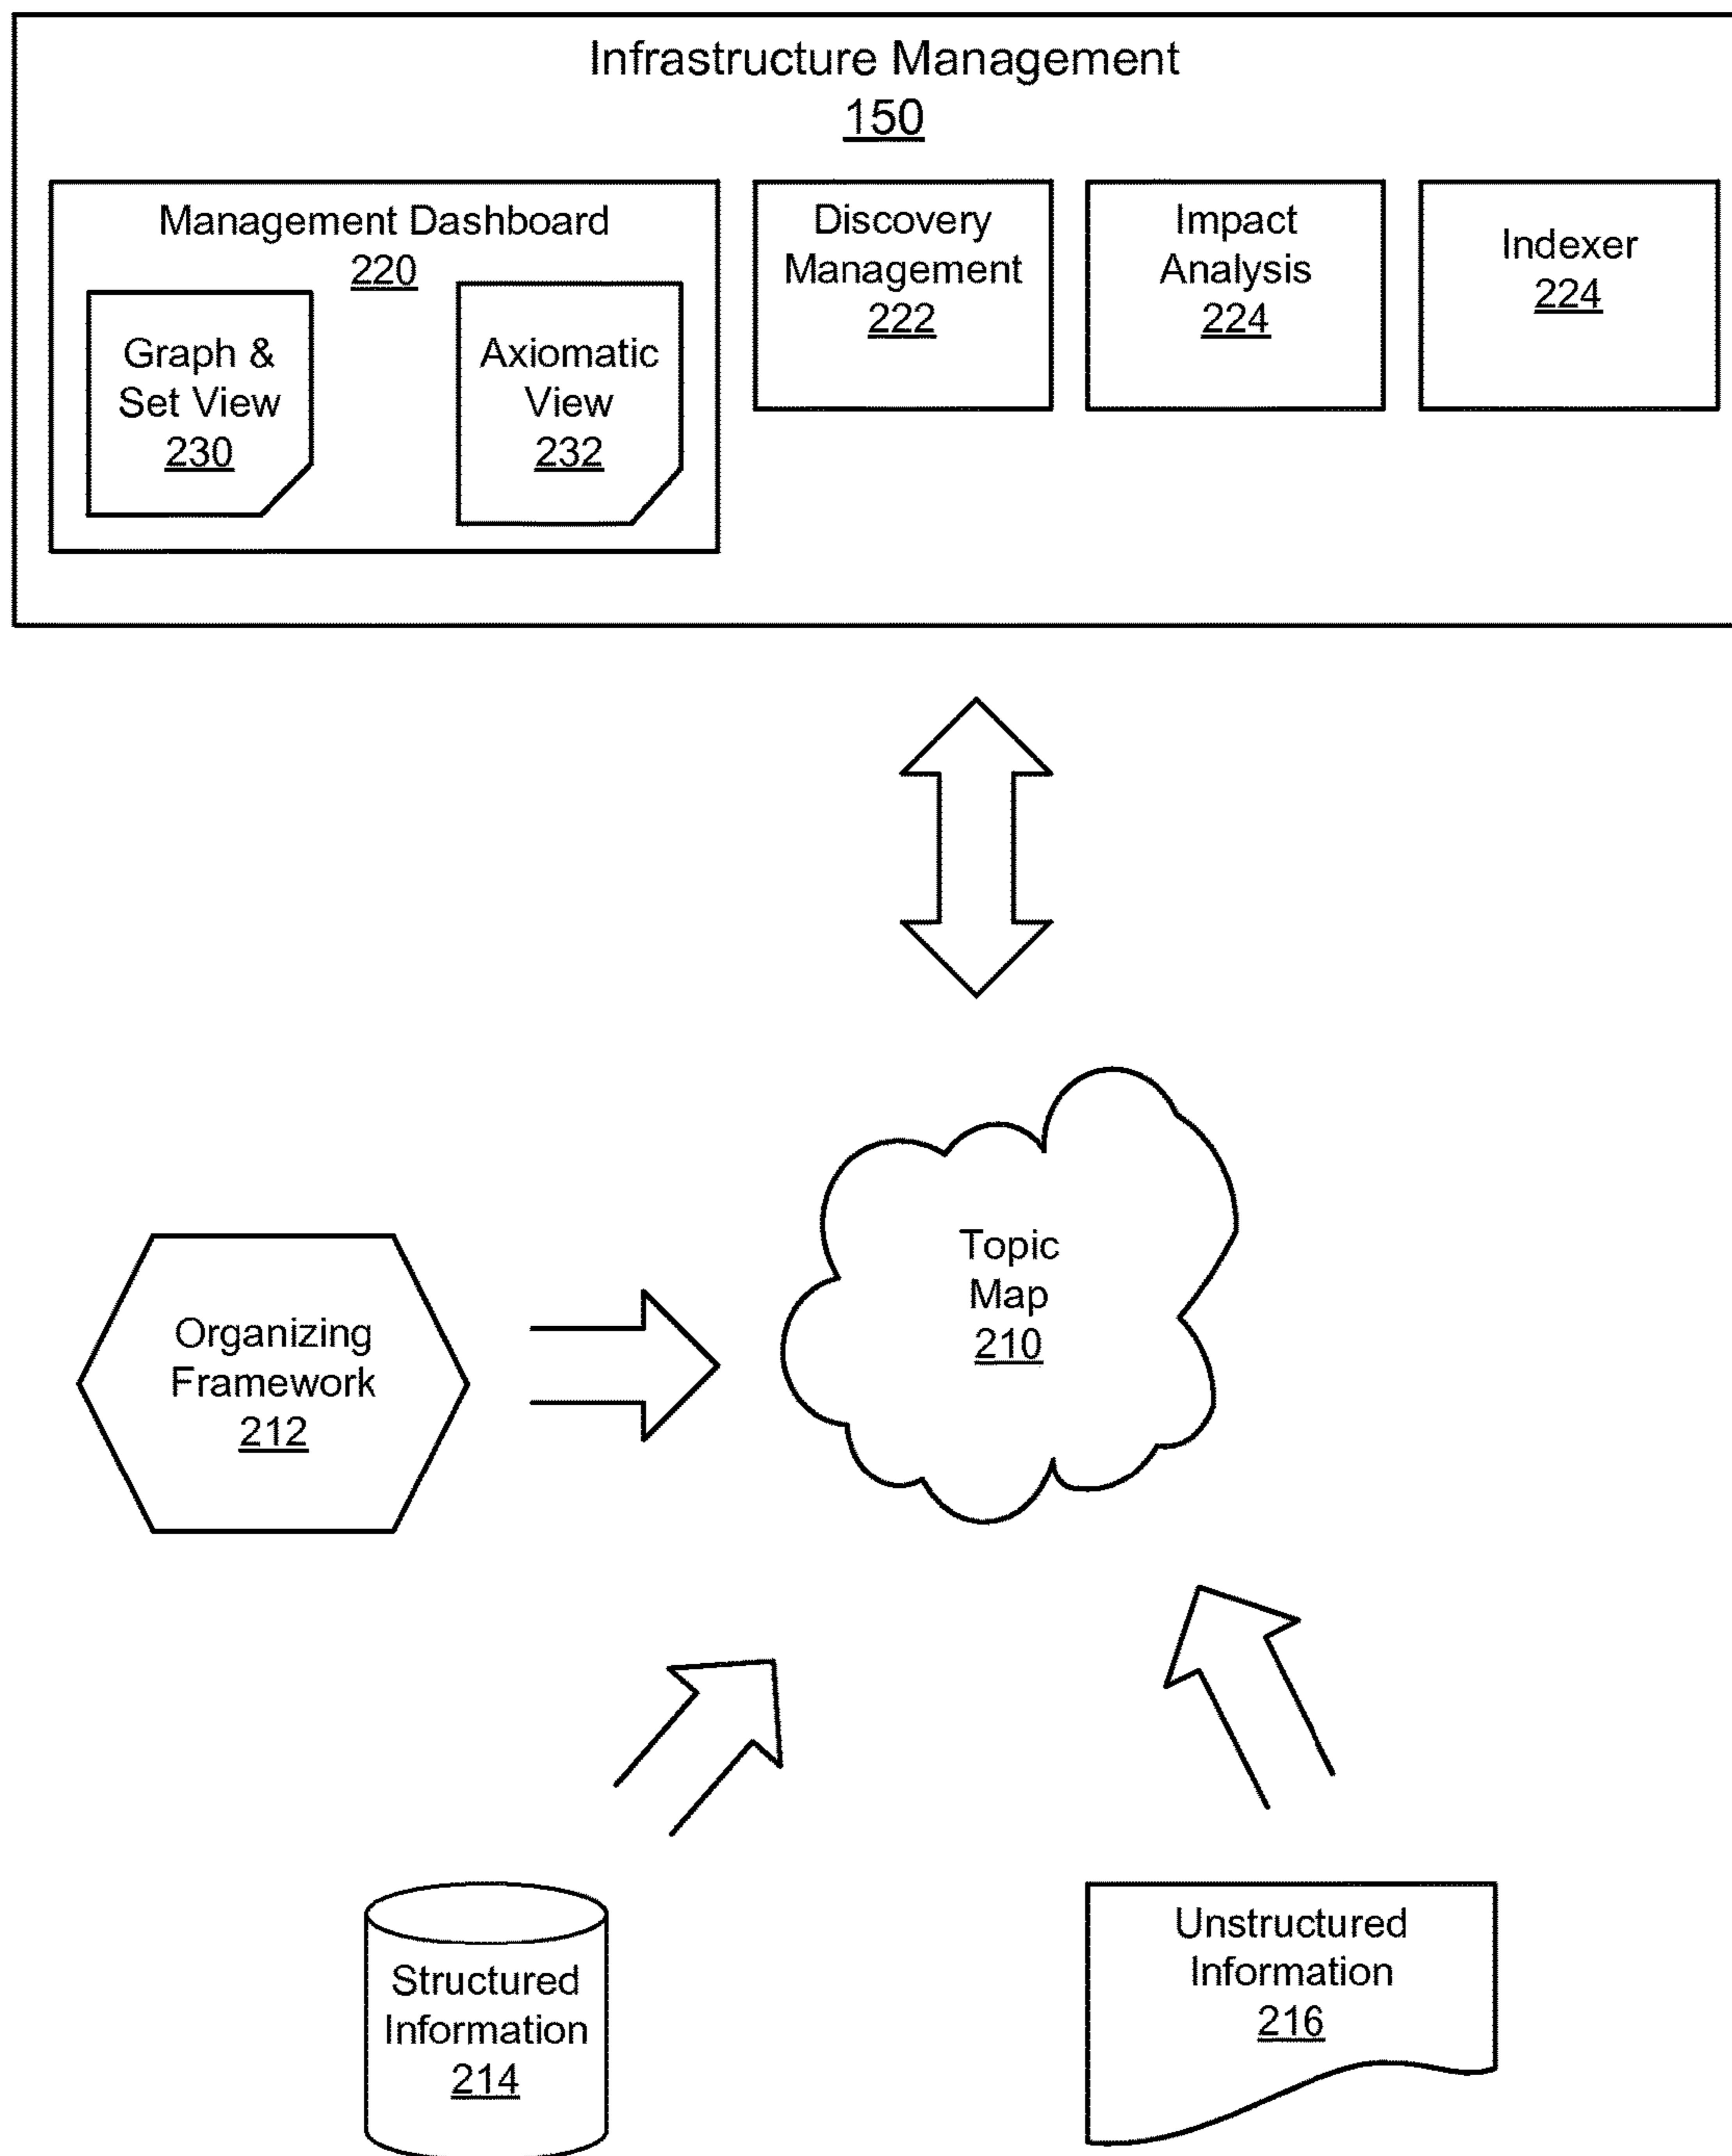 Infrastructure Management
150
Management Dashboard
220
Graph &
Set View
230
Axiomatic
View
232
Discovery
Management
222
Impact
Analysis
224
Indexer
224
Topic
Map
210
Organizing
Framework
212
Structured
Information
214
Unstructured
Information
216